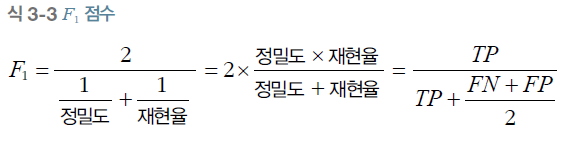 식 3-3 F₁ 점수
F₁ = 2 / (1/정밀도 + 1/재현율) = 2 × (정밀도 × 재현율)/(정밀도 + 재현율) = TP / (TP + (FN + FP)/2)